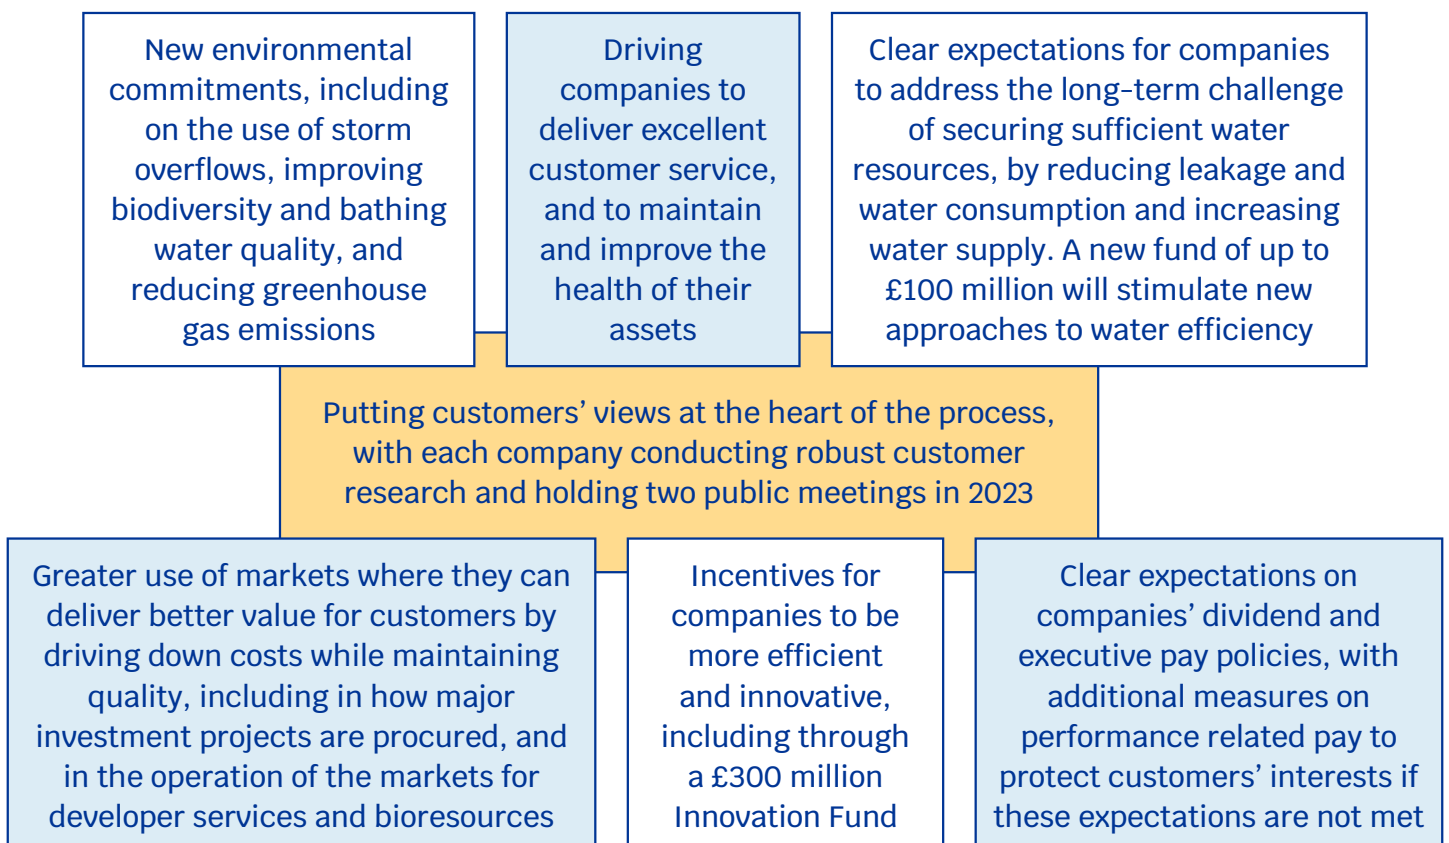 New environmental
commitments, including
on the use of storm
overflows, improving
biodiversity and bathing
water quality, and
reducing greenhouse
gas emissions
Driving
companies to
deliver excellent
customer service,
and to maintain
and improve the
health of their
assets
Clear expectations for companies
to address the long-term challenge
of securing sufficient water
resources, by reducing leakage and
water consumption and increasing
water supply. A new fund of up to
£100 million will stimulate new
approaches to water efficiency
Putting customers’ views at the heart of the process,
with each company conducting robust customer
research and holding two public meetings in 2023
Greater use of markets where they can
deliver better value for customers by
driving down costs while maintaining
quality, including in how major
investment projects are procured, and
in the operation of the markets for
developer services and bioresources
Incentives for
companies to be
more efficient
and innovative,
including through
a £300 million
Innovation Fund
Clear expectations on
companies’ dividend and
executive pay policies, with
additional measures on
performance related pay to
protect customers’ interests if
these expectations are not met